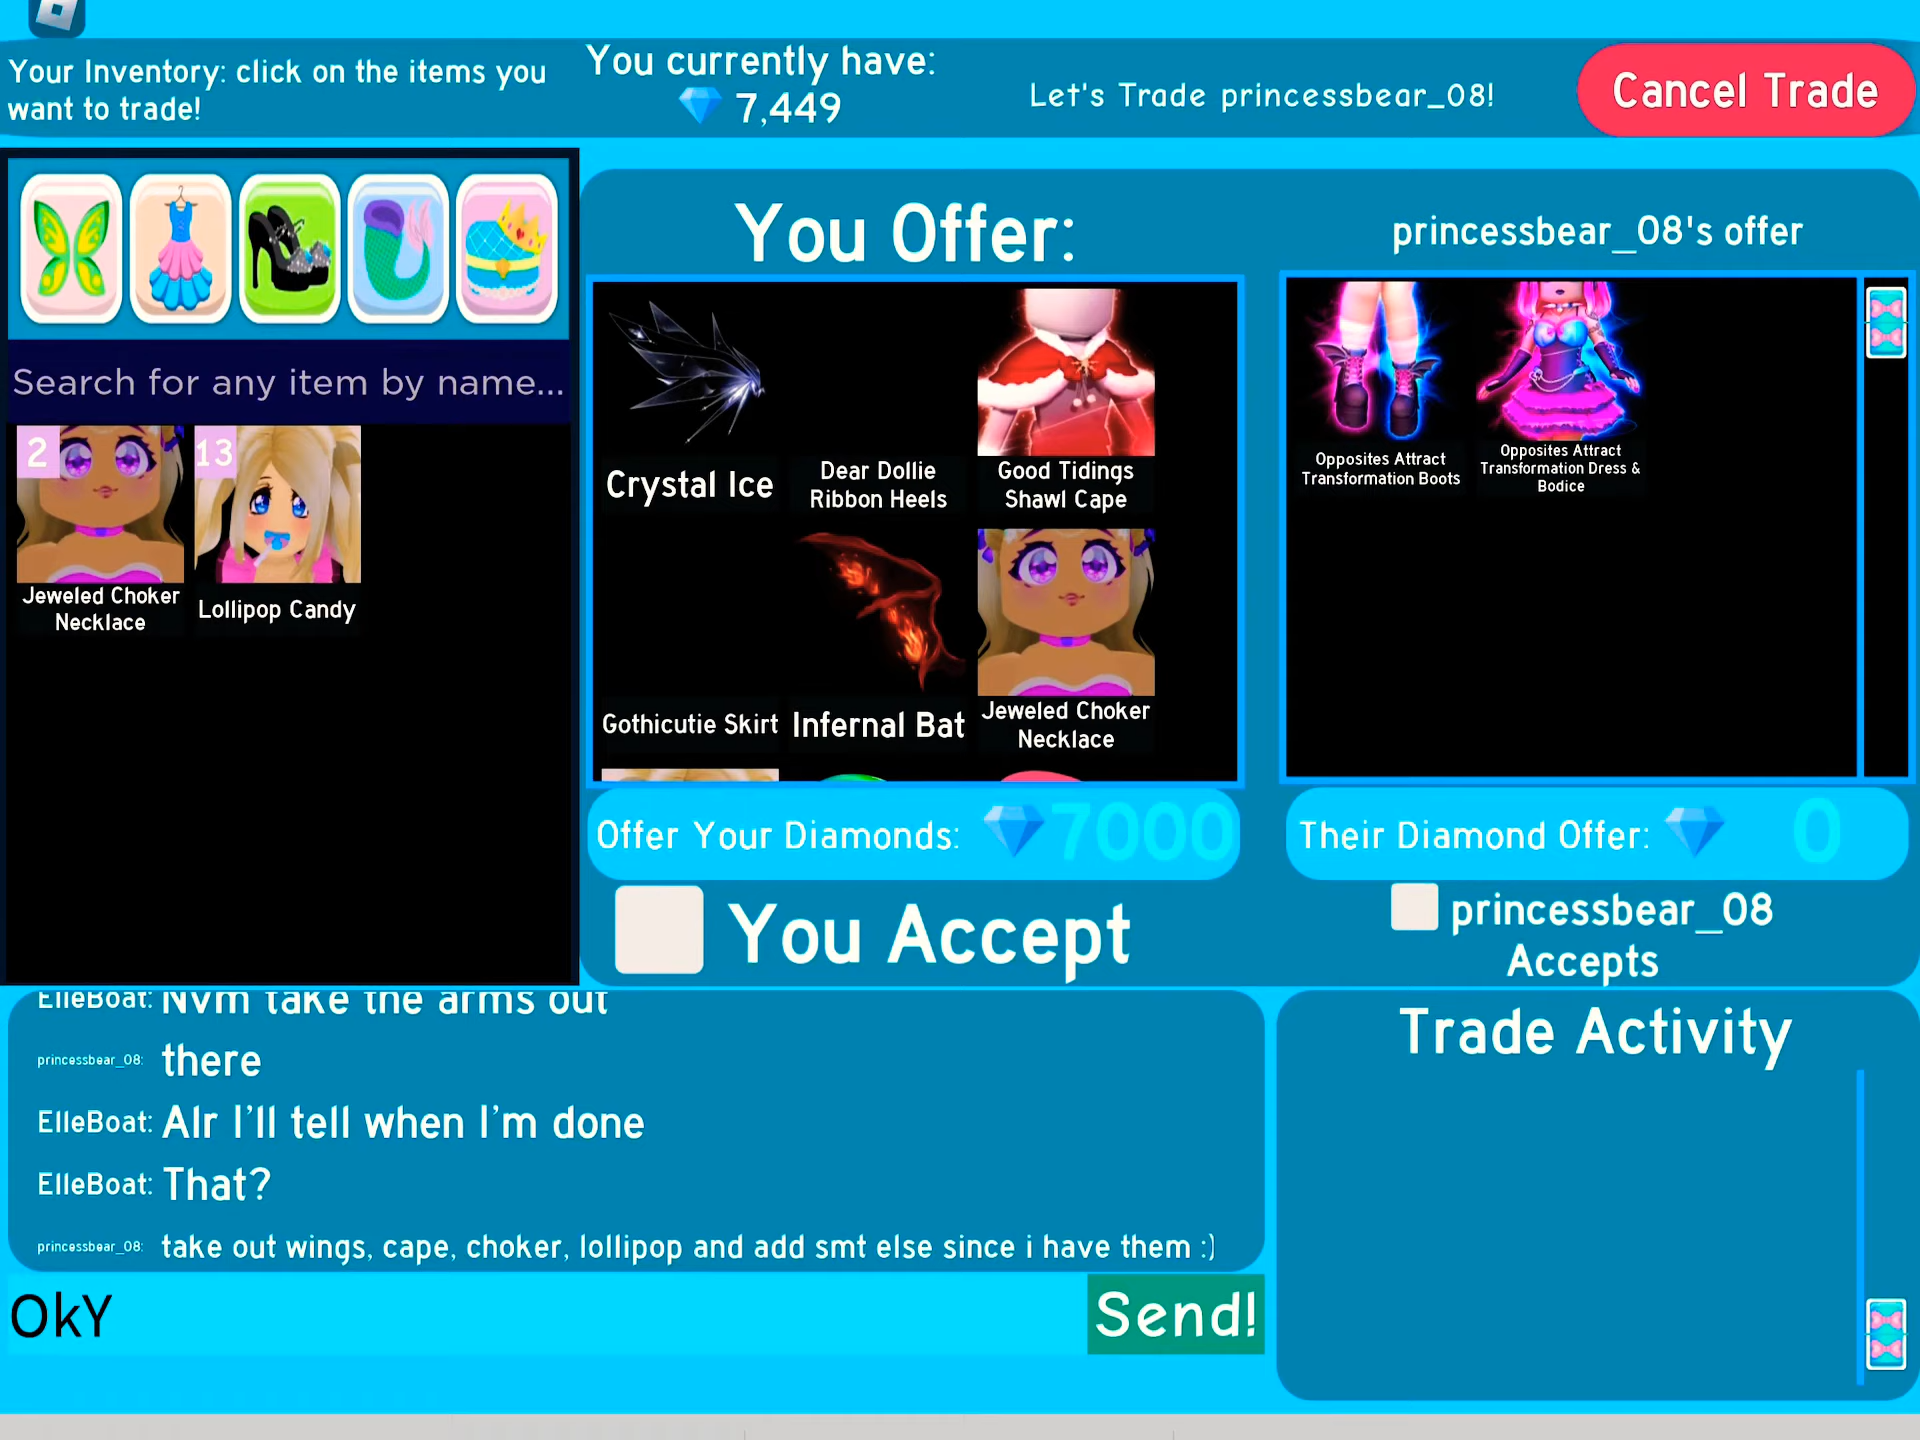 Your Inventory: click on the items you
want to trade!
You currently have:
7,449
Let's Trade princessbear_08!
Cancel Trade
Search for any item by name...
2
13
Jeweled Choker
Necklace
Lollipop Candy
You Offer:
Crystal Ice
Dear Dollie
Ribbon Heels
Good Tidings
Shawl Cape
Gothicutie Skirt
Infernal Bat
Jeweled Choker
Necklace
Offer Your Diamonds:
7000
You Accept
princessbear_08's offer
Opposites Attract
Transformation Boots
Opposites Attract
Transformation Dress &
Bodice
Their Diamond Offer:
0
princessbear_08
Accepts
ElleBoat: Nvm take the arms out
princessbear_08: there
ElleBoat: Alr I'll tell when I'm done
ElleBoat: That?
princessbear_08: take out wings, cape, choker, lollipop and add smt else since i have them :)
OkY
Send!
Trade Activity